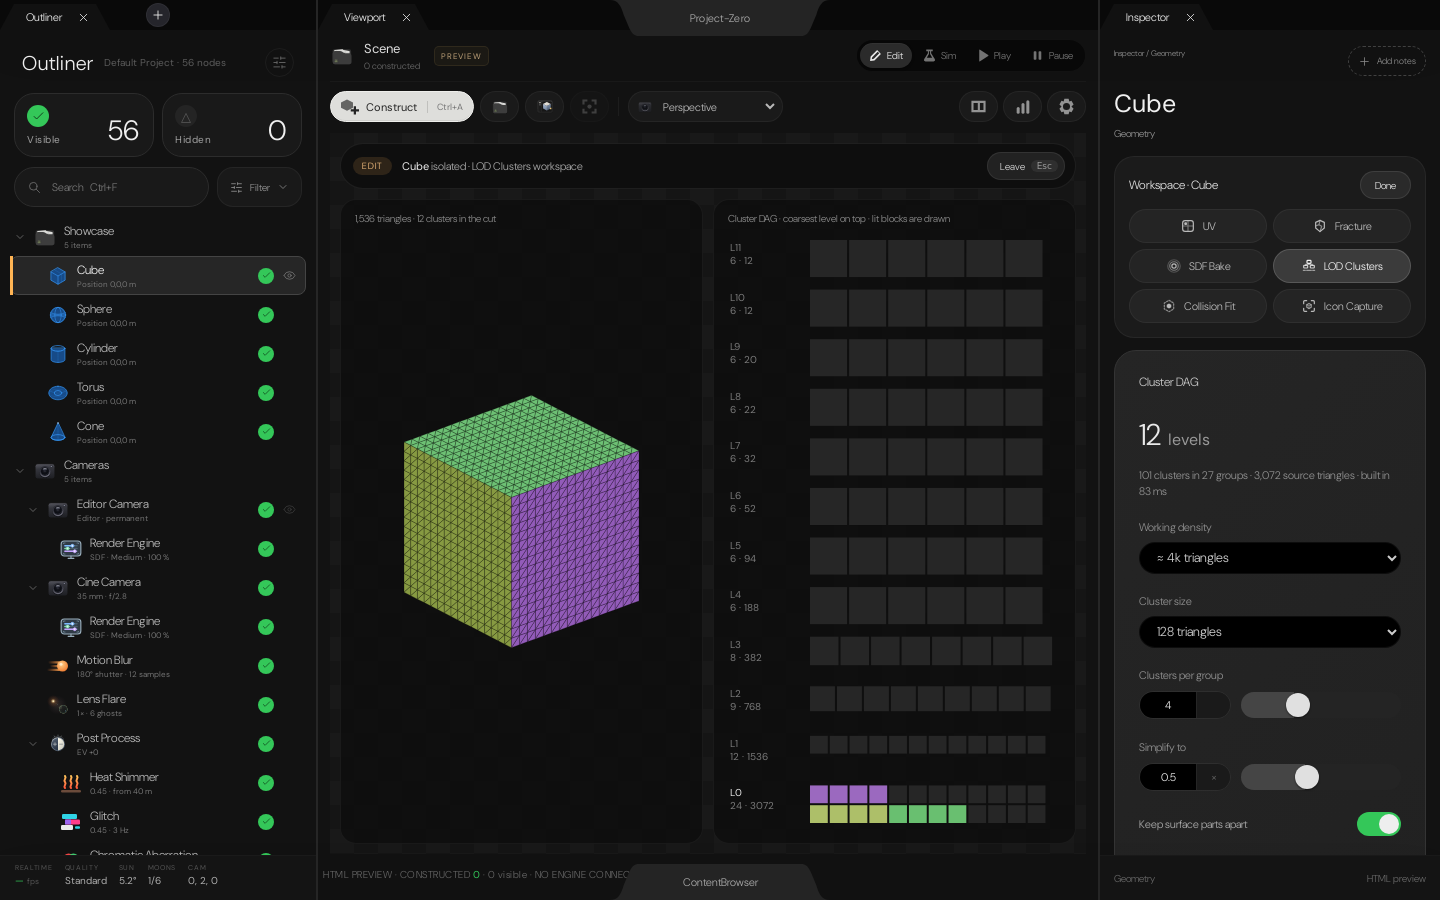 Outliner
Viewport
Project-Zero
Inspector
Outliner Default Project · 56 nodes
Visible 56
Hidden 0
Search Ctrl+F
Filter
Showcase
5 items
Cube
Position 0,0,0 m
Sphere
Position 0,0,0 m
Cylinder
Position 0,0,0 m
Torus
Position 0,0,0 m
Cone
Position 0,0,0 m
Cameras
5 items
Editor Camera
Editor · permanent
Render Engine
SDF · Medium · 100 %
Cine Camera
35 mm · f/2.8
Render Engine
SDF · Medium · 100 %
Motion Blur
180° shutter · 12 samples
Lens Flare
1× · 6 ghosts
Post Process
EV +0
Heat Shimmer
0.45 · from 40 m
Glitch
0.45 · 3 Hz
Chromatic Aberration
REALTIME QUALITY SUN MOONS CAM
— fps Standard 5.2° 1/6 0, 2, 0
Scene
0 constructed
PREVIEW
Edit Sim Play Pause
Construct Ctrl+A
Perspective
EDIT Cube isolated · LOD Clusters workspace
Leave Esc
1,536 triangles · 12 clusters in the cut
Cluster DAG · coarsest level on top · lit blocks are drawn
L11
6 · 12
L10
6 · 12
L9
6 · 20
L8
6 · 22
L7
6 · 32
L6
6 · 52
L5
6 · 94
L4
6 · 188
L3
8 · 382
L2
9 · 768
L1
12 · 1536
L0
24 · 3072
HTML PREVIEW · CONSTRUCTED 0 · 0 visible · NO ENGINE CONNEC
ContentBrowser
Inspector / Geometry
Add notes
Cube
Geometry
Workspace · Cube
Done
UV
Fracture
SDF Bake
LOD Clusters
Collision Fit
Icon Capture
Cluster DAG
12 levels
101 clusters in 27 groups · 3,072 source triangles · built in
83 ms
Working density
≈ 4k triangles
Cluster size
128 triangles
Clusters per group
4
Simplify to
0.5 ×
Keep surface parts apart
Geometry
HTML preview